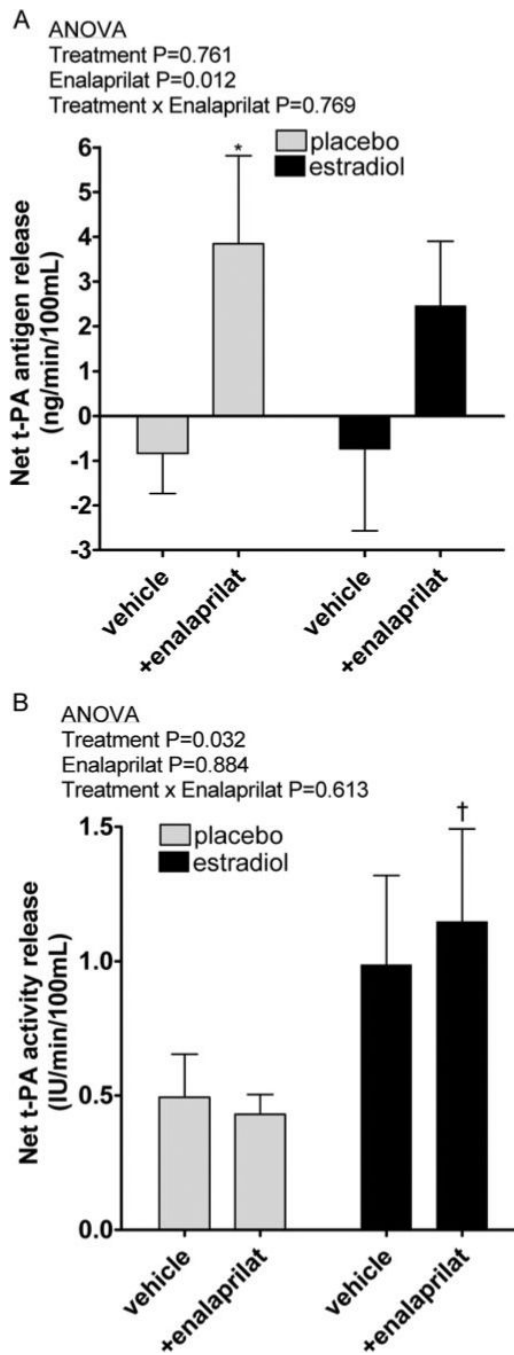 A
ANOVA
Treatment P=0.761
Enalaprilat P=0.012
Treatment x Enalaprilat P=0.769
placebo
estradiol
Net t-PA antigen release
(ng/min/100mL)
6
5
4
3
2
1
0
-1
-2
-3
*
vehicle
+enalaprilat
vehicle
+enalaprilat
B
ANOVA
Treatment P=0.032
Enalaprilat P=0.884
Treatment x Enalaprilat P=0.613
placebo
estradiol
Net t-PA activity release
(IU/min/100mL)
1.5
1.0
0.5
0.0
†
vehicle
+enalaprilat
vehicle
+enalaprilat